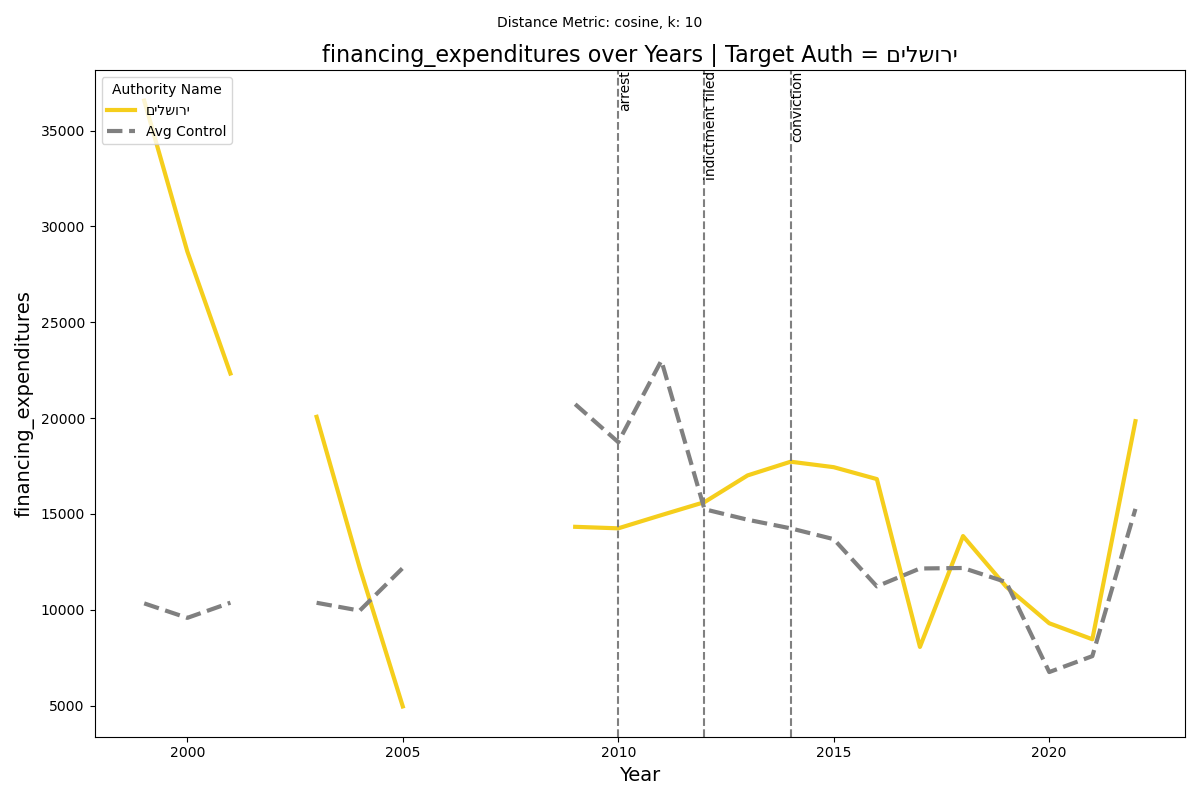 Distance Metric: cosine, k: 10
financing_expenditures over Years | Target Auth = ירושלים
Authority Name
ירושלים
Avg Control
arrest
indictment filed
conviction
35000
30000
25000
20000
15000
10000
5000
financing_expenditures
2000
2005
2010
2015
2020
Year